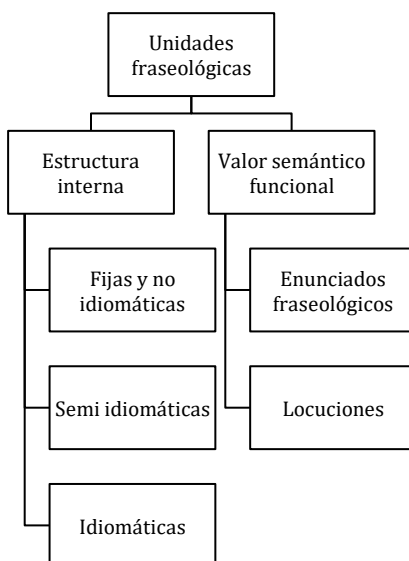 Unidades
fraseológicas
Estructura
interna
Valor semántico
funcional
Fijas y no
idiomáticas
Enunciados
fraseológicos
Semi idiomáticas
Locuciones
Idiomáticas